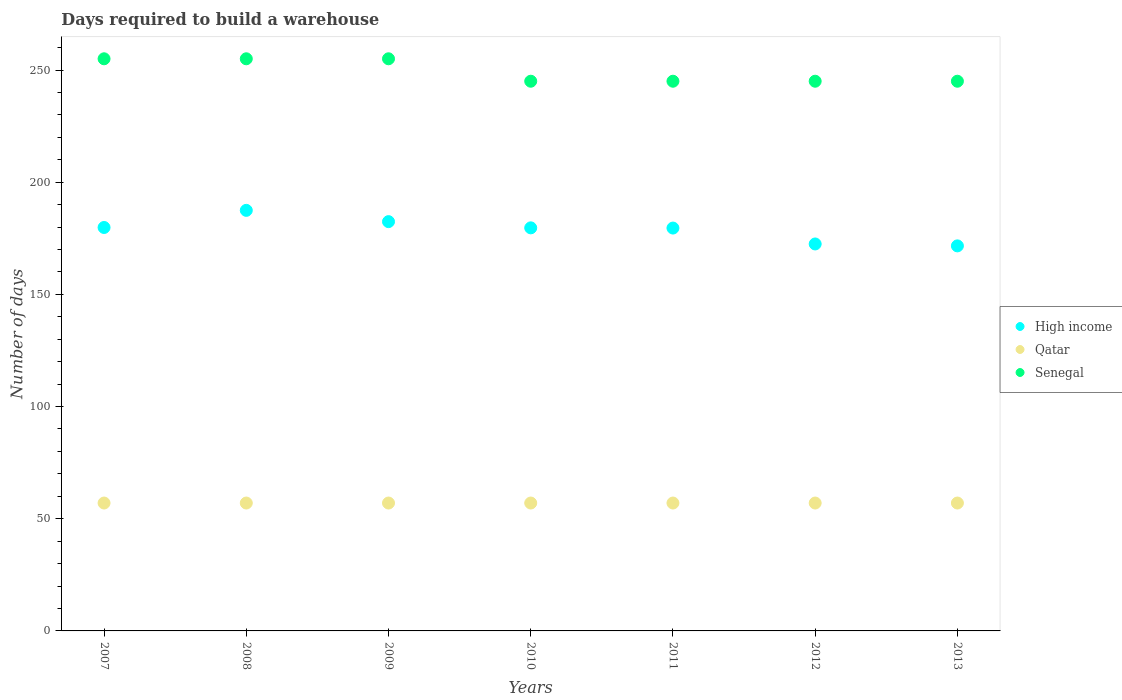 Days required to build a warehouse
Number of days
250
200
150
100
50
0
2007
2008
2009
2010
2011
2012
2013
Years
High income
Qatar
Senegal